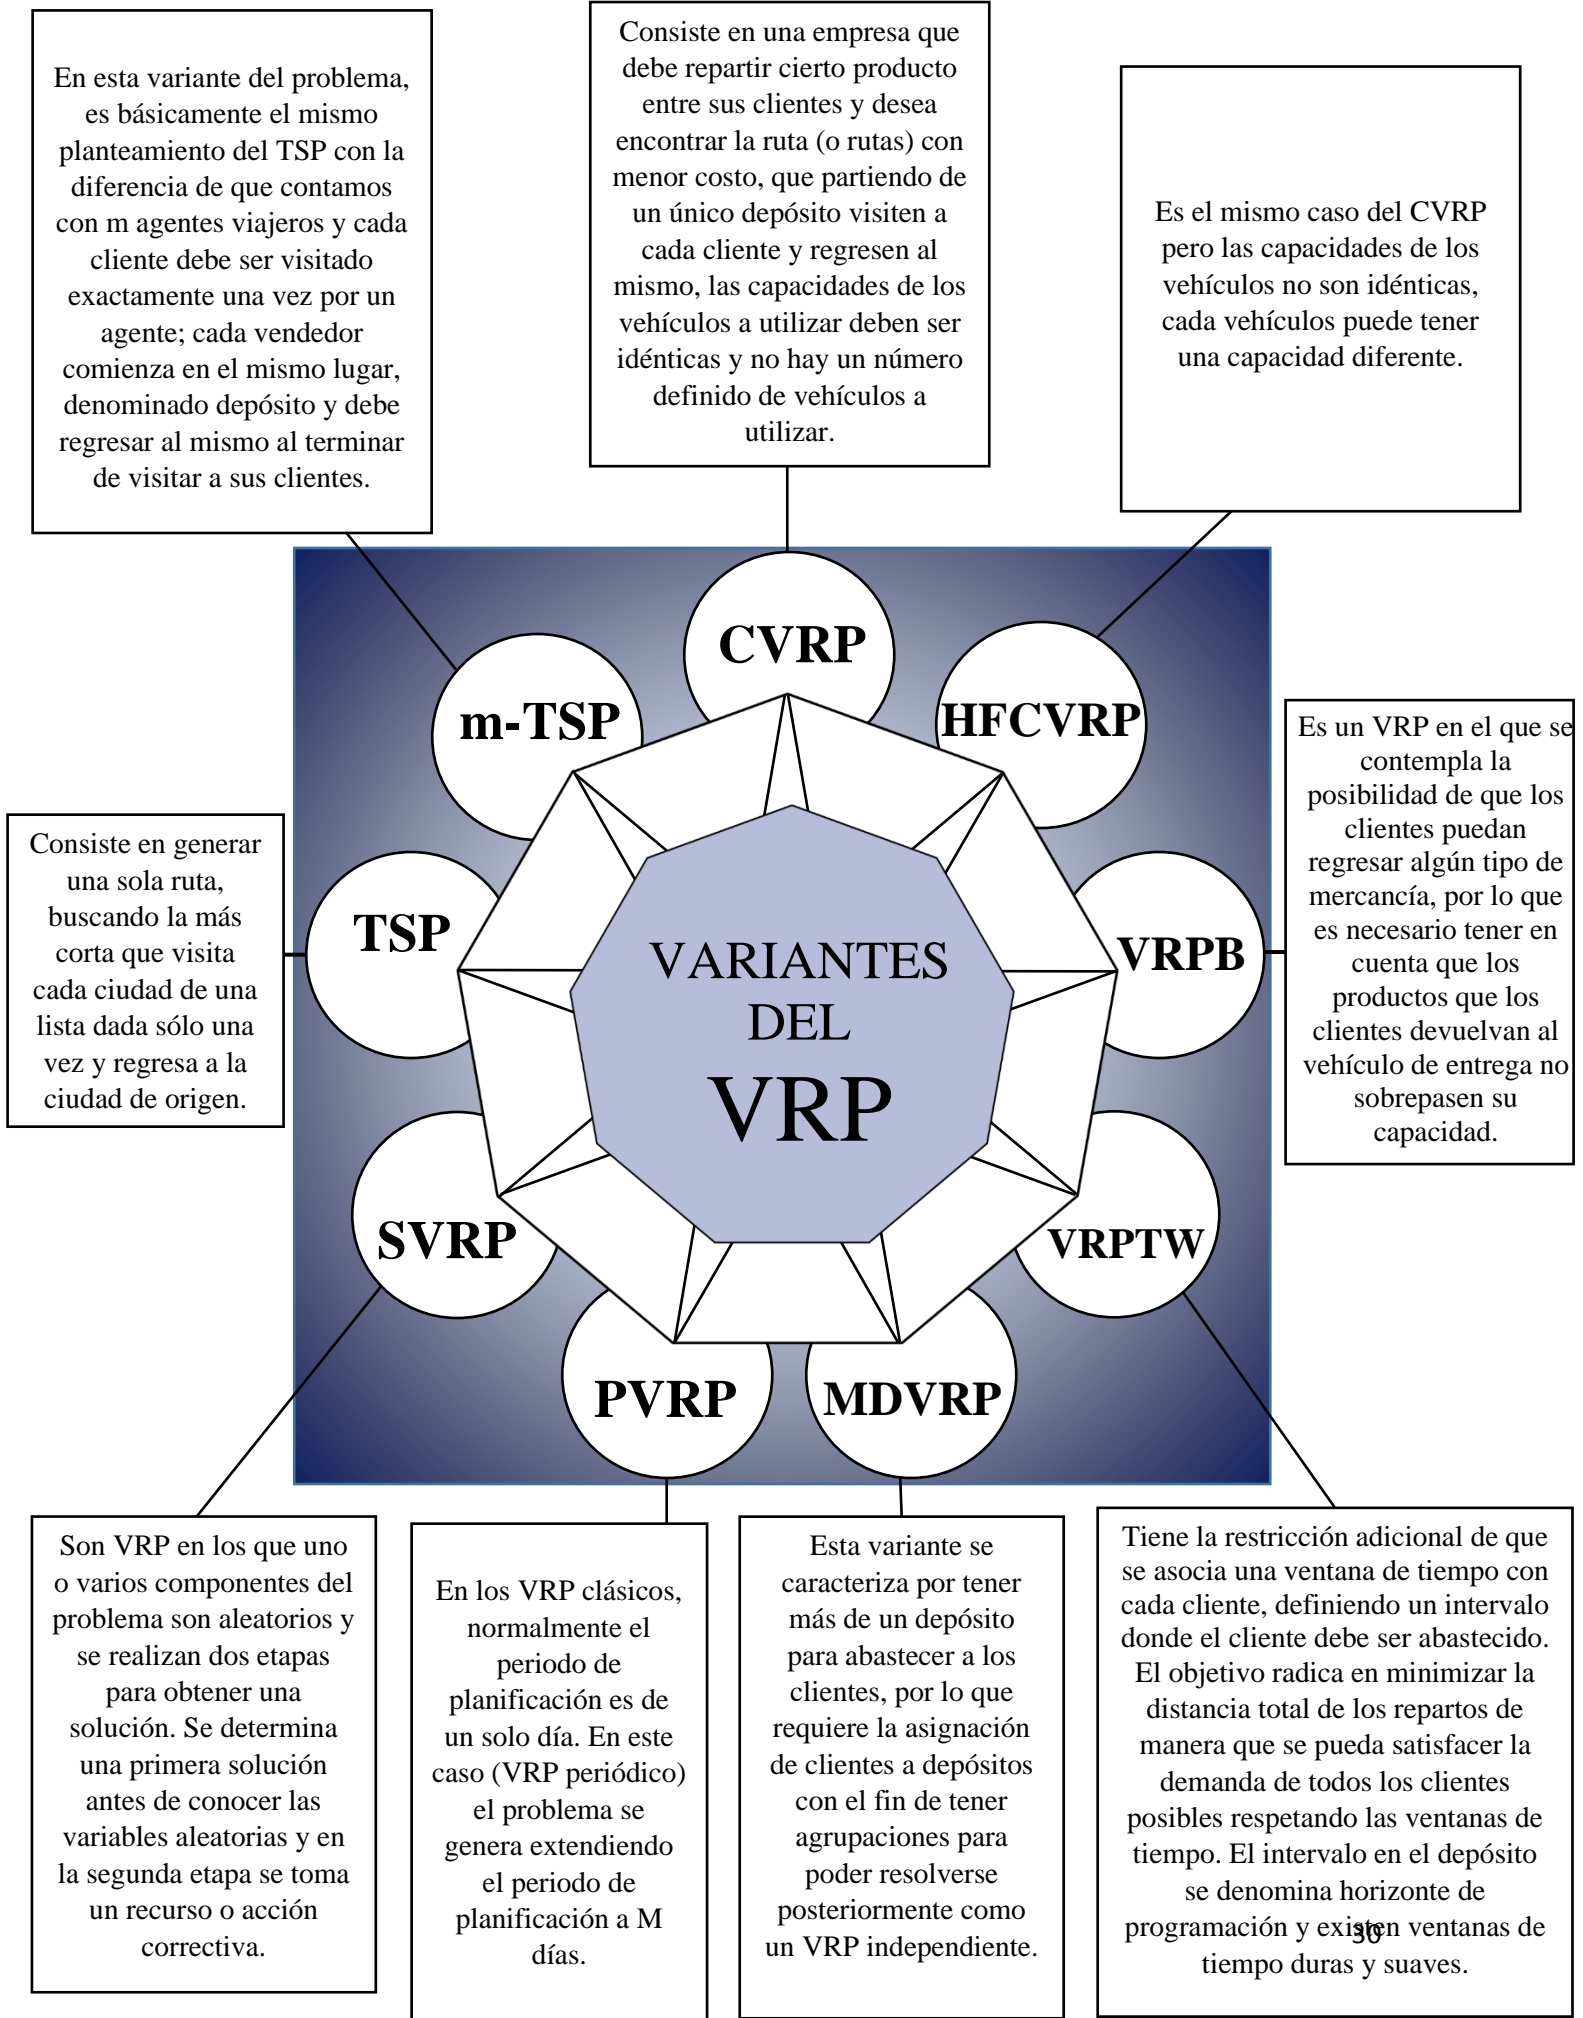 En esta variante del problema,
es básicamente el mismo
planteamiento del TSP con la
diferencia de que contamos
con m agentes viajeros y cada
cliente debe ser visitado
exactamente una vez por un
agente; cada vendedor
comienza en el mismo lugar,
denominado depósito y debe
regresar al mismo al terminar
de visitar a sus clientes.
Consiste en una empresa que
debe repartir cierto producto
entre sus clientes y desea
encontrar la ruta (o rutas) con
menor costo, que partiendo de
un único depósito visiten a
cada cliente y regresen al
mismo, las capacidades de los
vehículos a utilizar deben ser
idénticas y no hay un número
definido de vehículos a
utilizar.
Es el mismo caso del CVRP
pero las capacidades de los
vehículos no son idénticas,
cada vehículos puede tener
una capacidad diferente.
CVRP
m-TSP
HFCVRP
Es un VRP en el que se
contempla la
posibilidad de que los
clientes puedan
regresar algún tipo de
mercancía, por lo que
es necesario tener en
cuenta que los
productos que los
clientes devuelvan al
vehículo de entrega no
sobrepasen su
capacidad.
Consiste en generar
una sola ruta,
buscando la más
corta que visita
cada ciudad de una
lista dada sólo una
vez y regresa a la
ciudad de origen.
TSP
VARIANTES
DEL
VRP
VRPB
SVRP
VRPTW
PVRP
MDVRP
Son VRP en los que uno
o varios componentes del
problema son aleatorios y
se realizan dos etapas
para obtener una
solución. Se determina
una primera solución
antes de conocer las
variables aleatorias y en
la segunda etapa se toma
un recurso o acción
correctiva.
En los VRP clásicos,
normalmente el
periodo de
planificación es de
un solo día. En este
caso (VRP periódico)
el problema se
genera extendiendo
el periodo de
planificación a M
días.
Esta variante se
caracteriza por tener
más de un depósito
para abastecer a los
clientes, por lo que
requiere la asignación
de clientes a depósitos
con el fin de tener
agrupaciones para
poder resolverse
posteriormente como
un VRP independiente.
Tiene la restricción adicional de que
se asocia una ventana de tiempo con
cada cliente, definiendo un intervalo
donde el cliente debe ser abastecido.
El objetivo radica en minimizar la
distancia total de los repartos de
manera que se pueda satisfacer la
demanda de todos los clientes
posibles respetando las ventanas de
tiempo. El intervalo en el depósito
se denomina horizonte de
programación y existen ventanas de
tiempo duras y suaves.
30